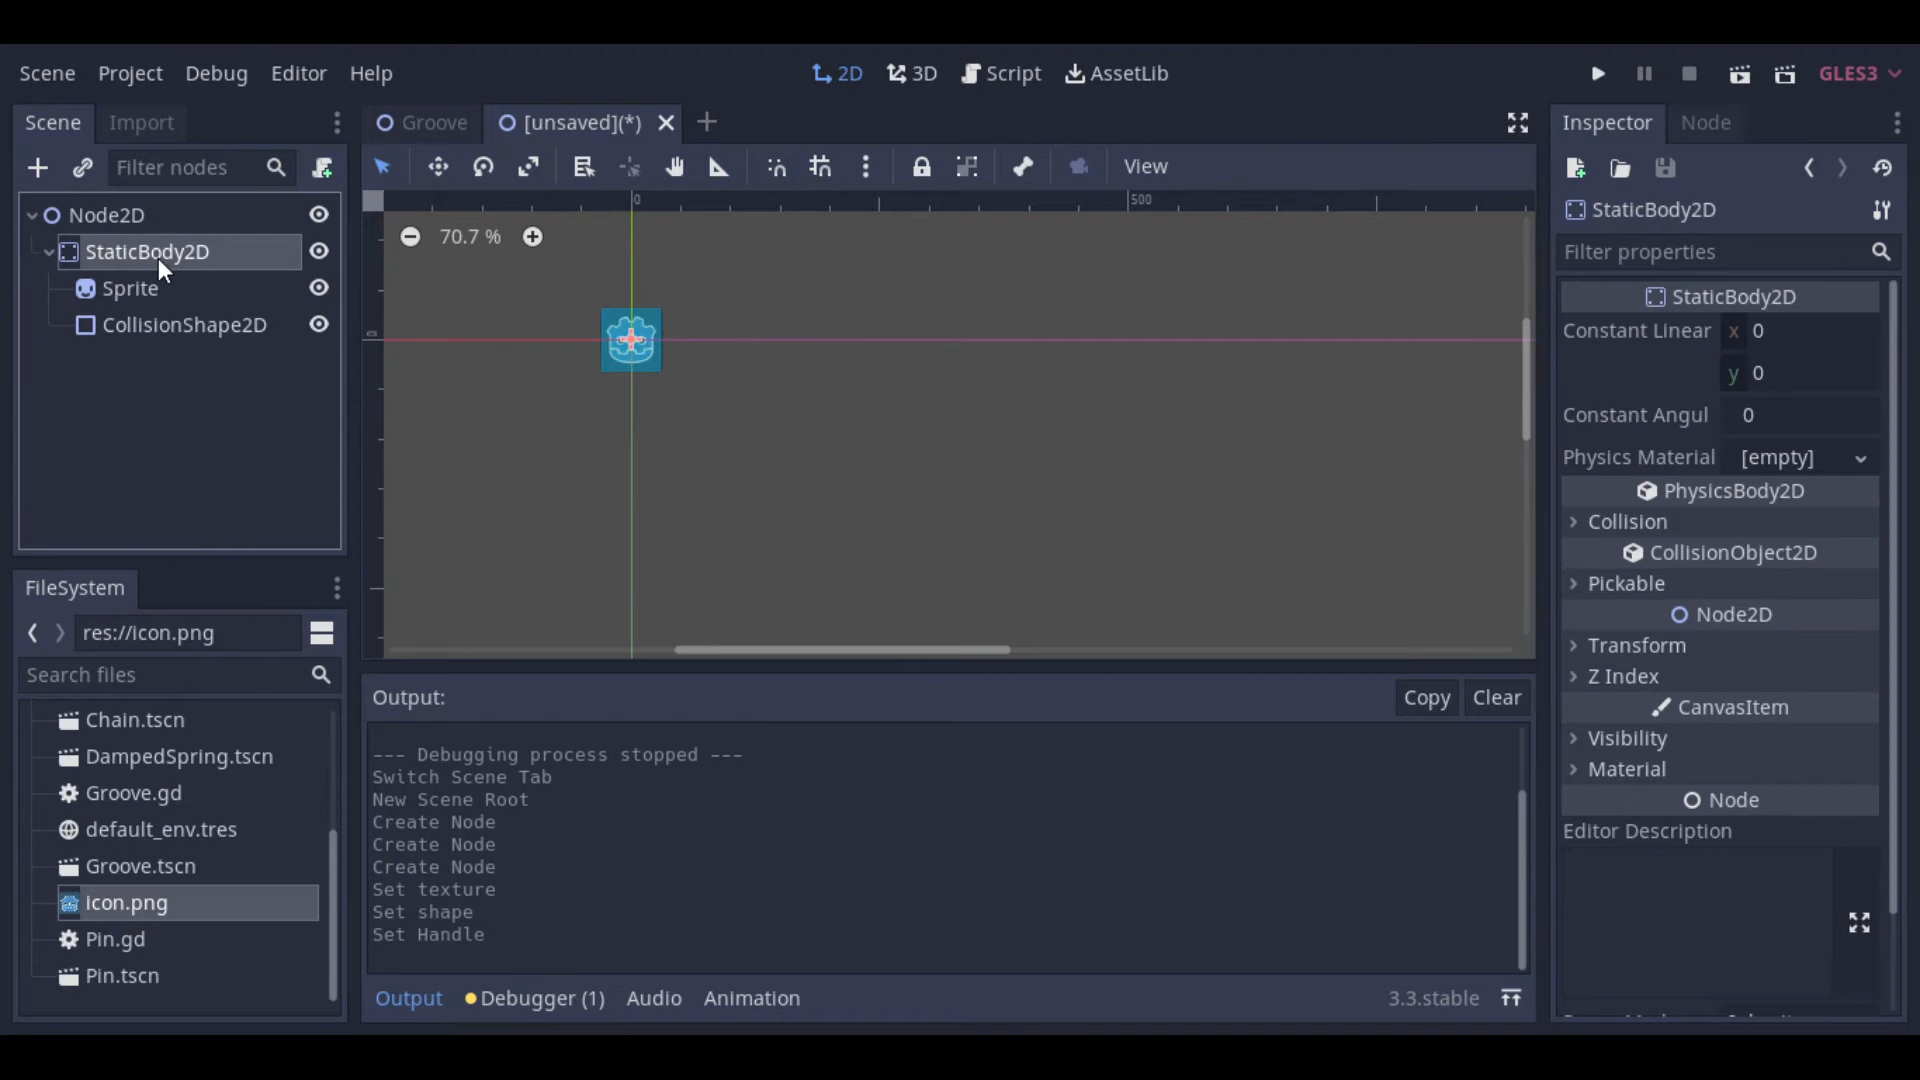 Scene Project Debug Editor Help
2D 3D Script AssetLib
GLES3
Scene Import
Filter nodes
Node2D
StaticBody2D
Sprite
CollisionShape2D
FileSystem
res://icon.png
Search files
Chain.tscn
DampedSpring.tscn
Groove.gd
default_env.tres
Groove.tscn
icon.png
Pin.gd
Pin.tscn
Groove [unsaved](*)
View
0 500
70.7 %
0
Output: Copy Clear
--- Debugging process stopped ---
Switch Scene Tab
New Scene Root
Create Node
Create Node
Create Node
Set texture
Set shape
Set Handle
Output Debugger (1) Audio Animation 3.3.stable
Inspector Node
StaticBody2D
Filter properties
StaticBody2D
Constant Linear x 0
y 0
Constant Angul 0
Physics Material [empty]
PhysicsBody2D
Collision
CollisionObject2D
Pickable
Node2D
Transform
Z Index
CanvasItem
Visibility
Material
Node
Editor Description